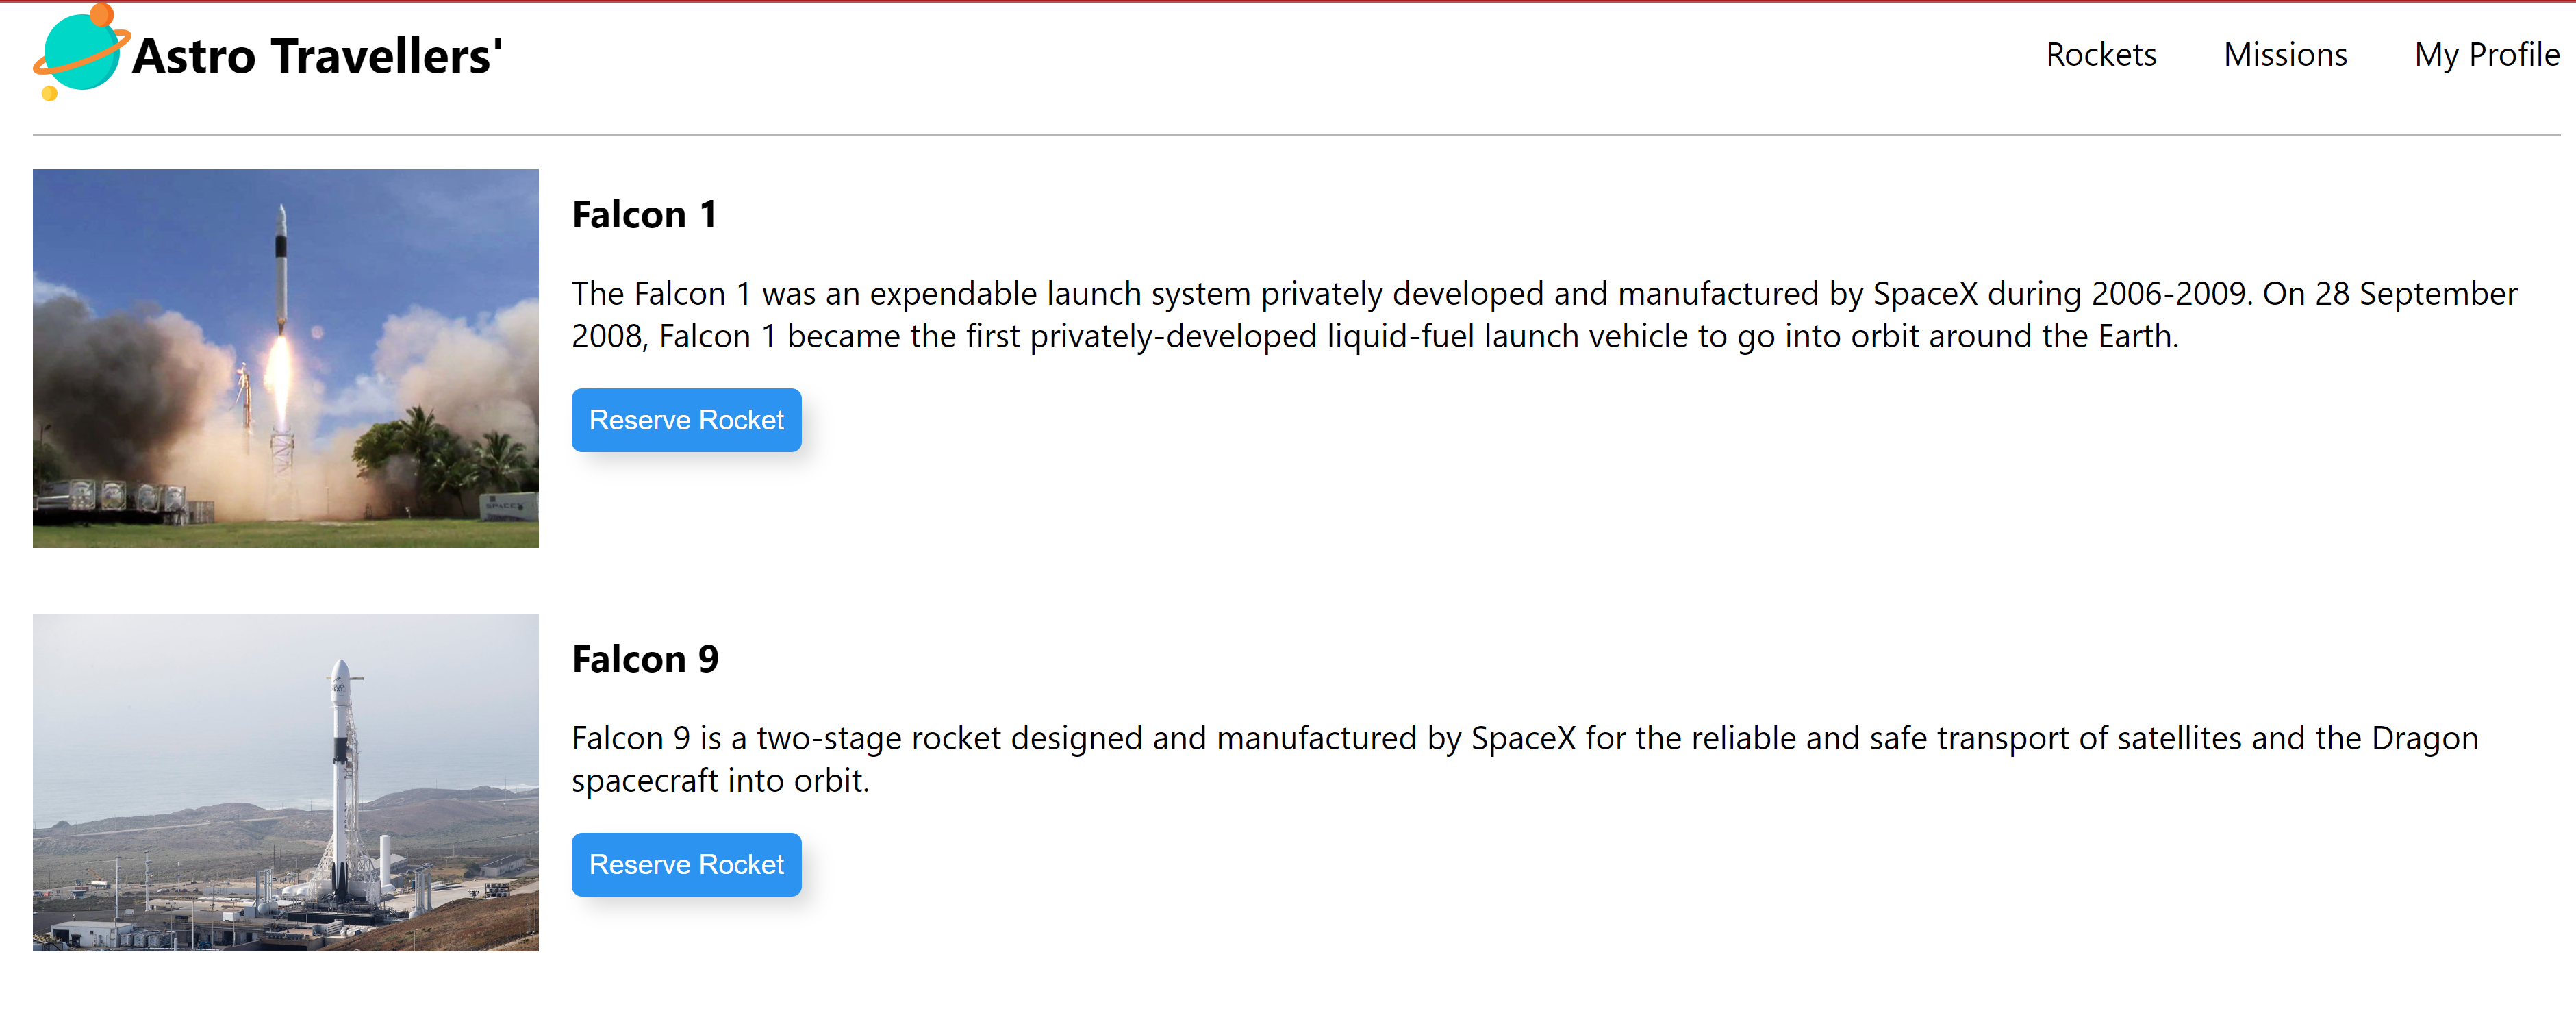 Astro Travellers'
Rockets
Missions
My Profile
Falcon 1
The Falcon 1 was an expendable launch system privately developed and manufactured by SpaceX during 2006-2009. On 28 September
2008, Falcon 1 became the first privately-developed liquid-fuel launch vehicle to go into orbit around the Earth.
Reserve Rocket
SPACEX
Falcon 9
Falcon 9 is a two-stage rocket designed and manufactured by SpaceX for the reliable and safe transport of satellites and the Dragon
spacecraft into orbit.
Reserve Rocket